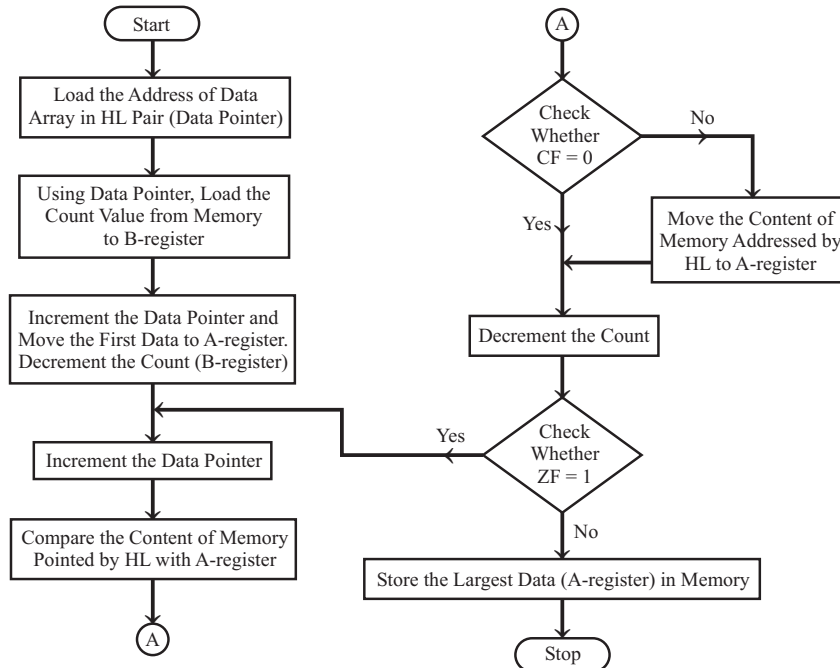 Start
Load the Address of Data
Array in HL Pair (Data Pointer)
Using Data Pointer, Load the
Count Value from Memory
to B-register
Increment the Data Pointer and
Move the First Data to A-register.
Decrement the Count (B-register)
Increment the Data Pointer
Compare the Content of Memory
Pointed by HL with A-register
A
A
Check
Whether
CF = 0
No
Yes
Move the Content of
Memory Addressed by
HL to A-register
Decrement the Count
Check
Whether
ZF = 1
Yes
No
Store the Largest Data (A-register) in Memory
Stop